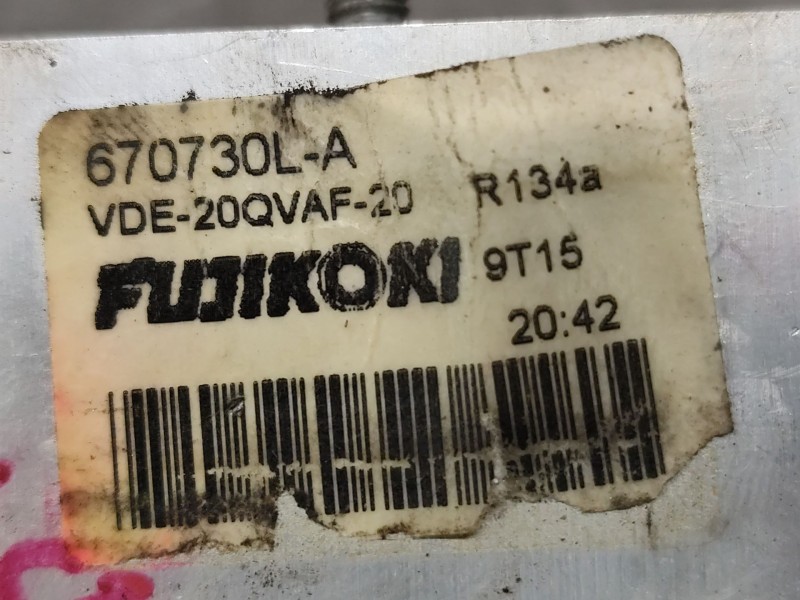 670730L-A
VDE-20QVAF-20 R134a
FUJIKOKI 9T15
20:42